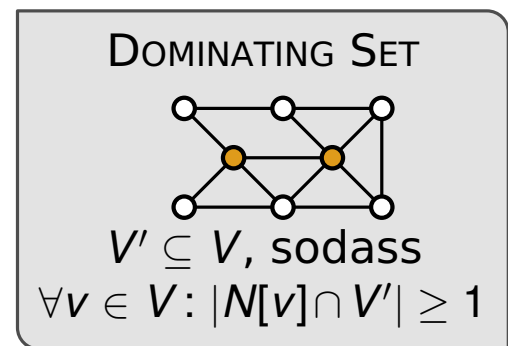 DOMINATING SET
V′ ⊆ V, sodass
∀v ∈ V: |N[v]∩V′| ≥ 1